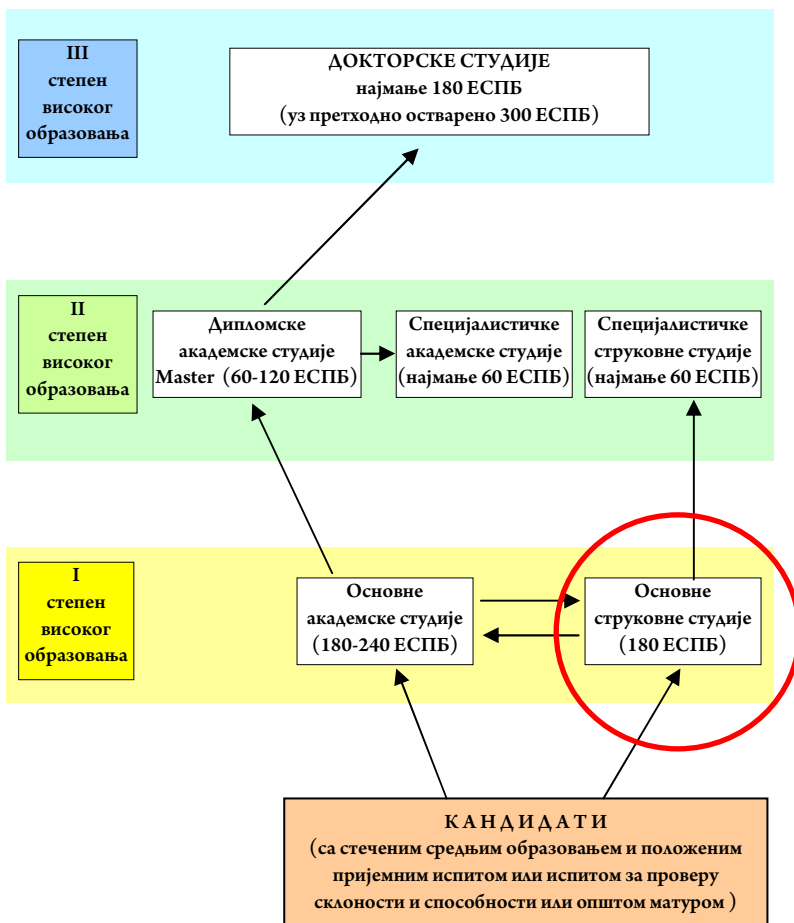 III
степен
високог
образовања
ДОКТОРСКЕ СТУДИЈЕ
најмање 180 ЕСПБ
(уз претходно остварено 300 ЕСПБ)
II
степен
високог
образовања
Дипломске
академске студије
Master (60-120 ЕСПБ)
Специјалистичке
академске студије
(најмање 60 ЕСПБ)
Специјалистичке
струковне студије
(најмање 60 ЕСПБ)
I
степен
високог
образовања
Основне
академске студије
(180-240 ЕСПБ)
Основне
струковне студије
(180 ЕСПБ)
К А Н Д И Д А Т И
(са стеченим средњим образовањем и положеним
пријемним испитом или испитом за проверу
склоности и способности или општом матуром )